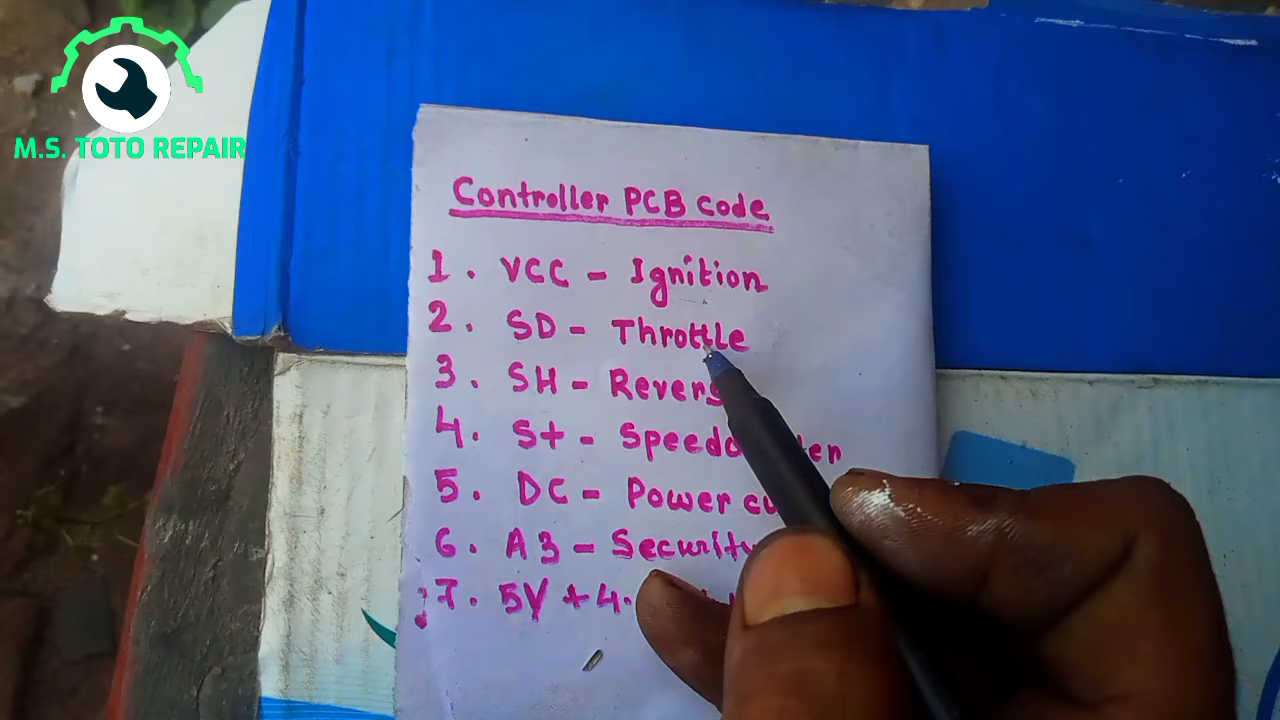 M.S. TOTO REPAIR
Controller PCB code
1. VCC - Ignition
2. SD - Throttle
3. SH - Revers
4. S+ -
5. DC - Power
6. A3 - Security
7. 5V + 4.